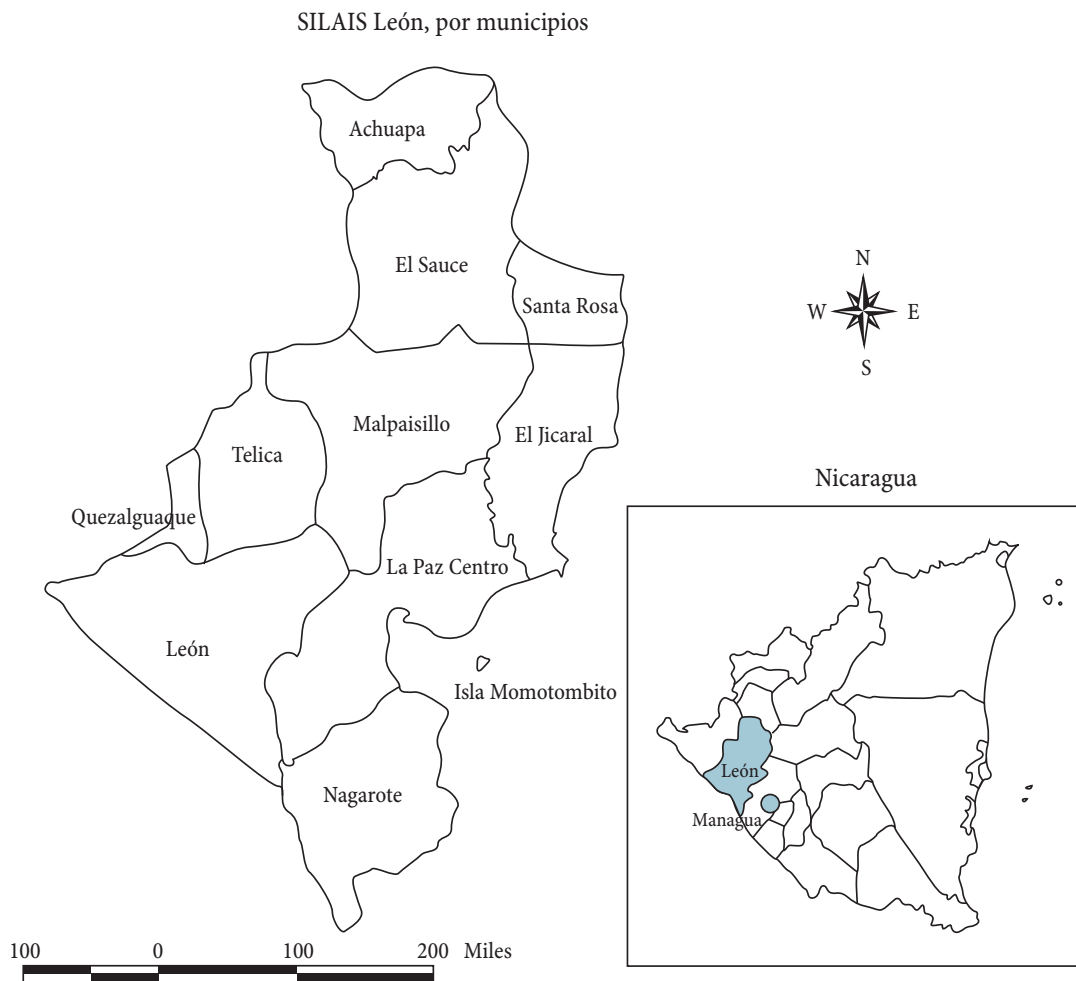 SILAIS León, por municipios
Achuapa
El Sauce
Santa Rosa
N
W
E
S
Malpaisillo
El Jicaral
Telica
Quezalguaque
La Paz Centro
León
Isla Momotombito
Nagarote
Nicaragua
León
Managua
100 0 100 200 Miles